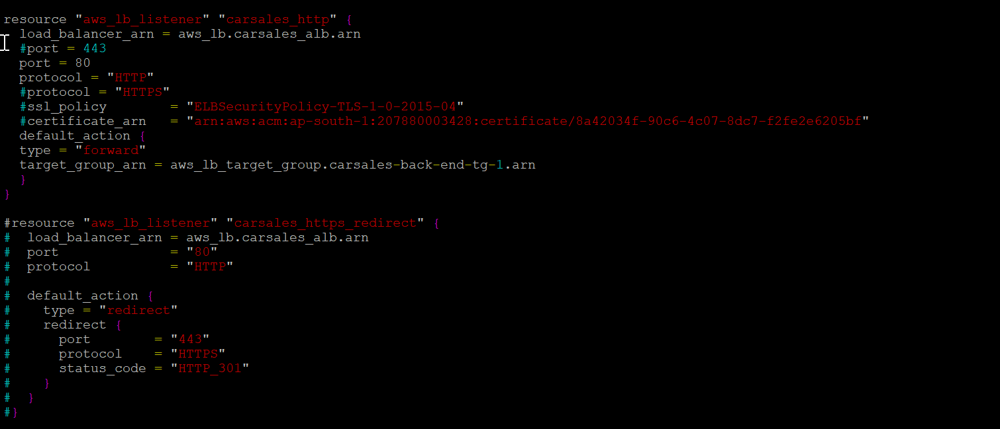 resource "aws_lb_listener" "carsales_http" {
  load_balancer_arn = aws_lb.carsales_alb.arn
  #port = 443
  port = 80
  protocol = "HTTP"
  #protocol = "HTTPS"
  #ssl_policy        = "ELBSecurityPolicy-TLS-1-0-2015-04"
  #certificate_arn   = "arn:aws:acm:ap-south-1:207880003428:certificate/8a42034f-90c6-4c07-8dc7-f2fe2e6205bf"
  default_action {
  type = "forward"
  target_group_arn = aws_lb_target_group.carsales-back-end-tg-1.arn
  }
}

#resource "aws_lb_listener" "carsales_https_redirect" {
#  load_balancer_arn = aws_lb.carsales_alb.arn
#  port              = "80"
#  protocol          = "HTTP"
#
#  default_action {
#    type = "redirect"
#    redirect {
#      port        = "443"
#      protocol    = "HTTPS"
#      status_code = "HTTP_301"
#    }
#  }
#}